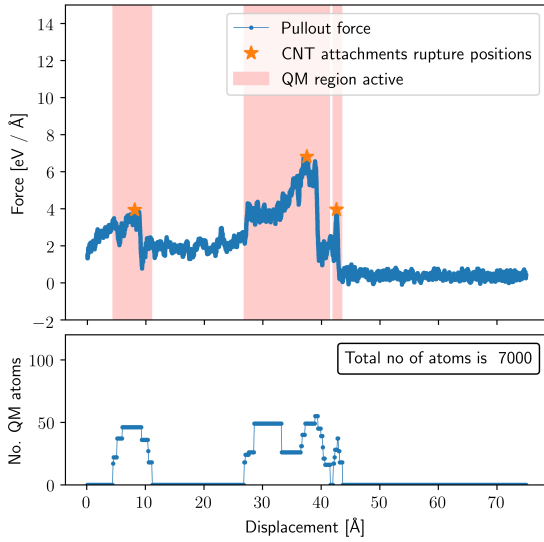 14
12
10
8
6
4
2
0
−2
Force [eV / Å]
Pullout force
CNT attachments rupture positions
QM region active
100
50
0
No. QM atoms
Total no of atoms is 7000
0 10 20 30 40 50 60 70
Displacement [Å]